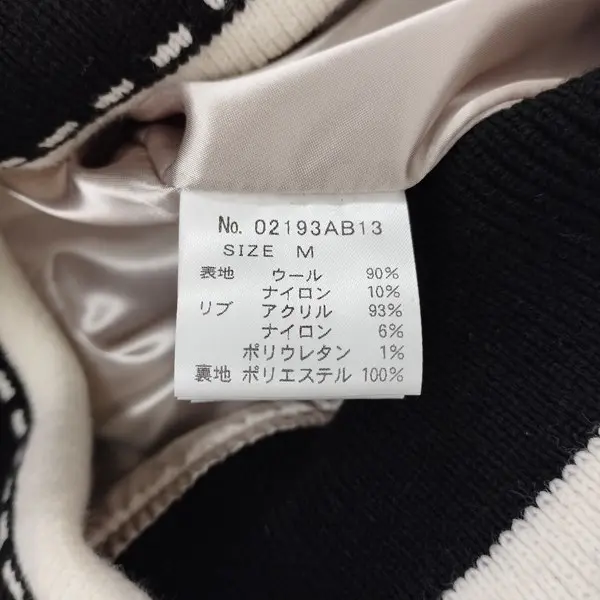 No. 02193AB13
SIZE M
表地 ウール 90%
ナイロン 10%
リブ アクリル 93%
ナイロン 6%
ポリウレタン 1%
裏地 ポリエステル 100%